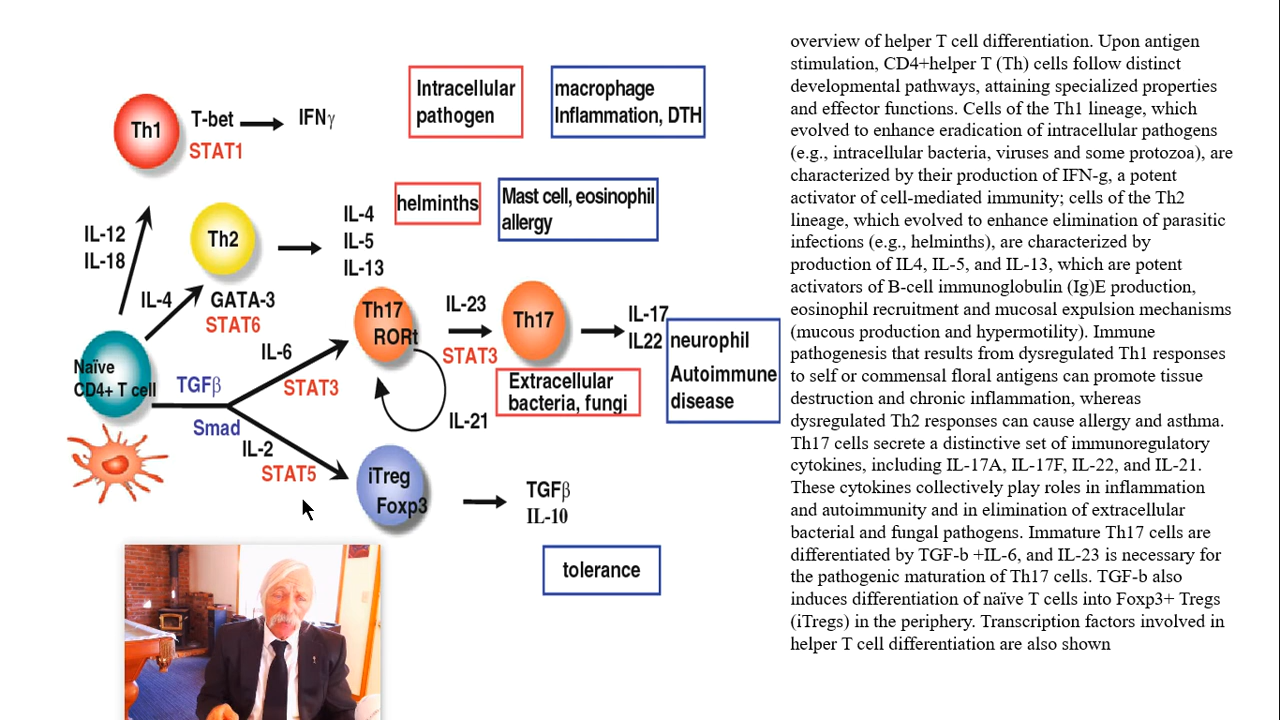 Th1
T-bet
STAT1
IFNγ
Intracellular
pathogen
macrophage
Inflammation, DTH
IL-12
IL-18
Th2
IL-4
GATA-3
STAT6
IL-4
IL-5
IL-13
helminths
Mast cell, eosinophil
allergy
Naïve
CD4+ T cell
TGFβ
Smad
IL-6
STAT3
Th17
RORt
IL-21
IL-23
STAT3
Th17
IL-17
IL22
Extracellular
bacteria, fungi
neurophil
Autoimmune
disease
IL-2
STAT5
iTreg
Foxp3
TGFβ
IL-10
tolerance
overview of helper T cell differentiation. Upon antigen
stimulation, CD4+helper T (Th) cells follow distinct
developmental pathways, attaining specialized properties
and effector functions. Cells of the Th1 lineage, which
evolved to enhance eradication of intracellular pathogens
(e.g., intracellular bacteria, viruses and some protozoa), are
characterized by their production of IFN-g, a potent
activator of cell-mediated immunity; cells of the Th2
lineage, which evolved to enhance elimination of parasitic
infections (e.g., helminths), are characterized by
production of IL4, IL-5, and IL-13, which are potent
activators of B-cell immunoglobulin (Ig)E production,
eosinophil recruitment and mucosal expulsion mechanisms
(mucous production and hypermotility). Immune
pathogenesis that results from dysregulated Th1 responses
to self or commensal floral antigens can promote tissue
destruction and chronic inflammation, whereas
dysregulated Th2 responses can cause allergy and asthma.
Th17 cells secrete a distinctive set of immunoregulatory
cytokines, including IL-17A, IL-17F, IL-22, and IL-21.
These cytokines collectively play roles in inflammation
and autoimmunity and in elimination of extracellular
bacterial and fungal pathogens. Immature Th17 cells are
differentiated by TGF-b +IL-6, and IL-23 is necessary for
the pathogenic maturation of Th17 cells. TGF-b also
induces differentiation of naïve T cells into Foxp3+ Tregs
(iTregs) in the periphery. Transcription factors involved in
helper T cell differentiation are also shown